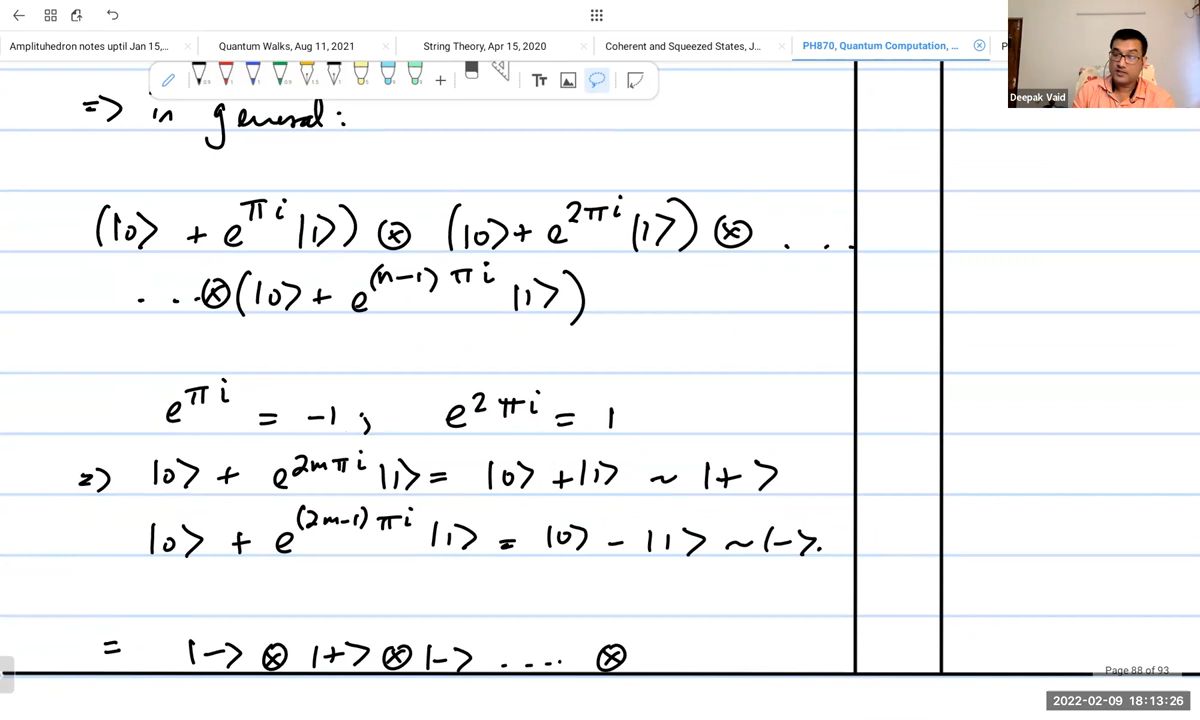 Amplituhedron notes uptil Jan 15,... Quantum Walks, Aug 11, 2021 String Theory, Apr 15, 2020 Coherent and Squeezed States, J... PH870, Quantum Computation, ... P
Deepak Vaid
Tт
=> in general:
(|0> + e^{πi} |1>) ⊗ (|0> + e^{2πi} |1>) ⊗ . ...
. ..⊗(|0> + e^{(n-1) πi} |1>)
e^{πi} = -1 ; e^{2πi} = 1
=> |0> + e^{2mπi} |1> = |0> + |1> ~ |+>
|0> + e^{(2m-1)πi} |1> = |0> - |1> ~ |->.
= |-> ⊗ |+> ⊗ |-> .... ⊗
Page 88 of 93
2022-02-09 18:13:26